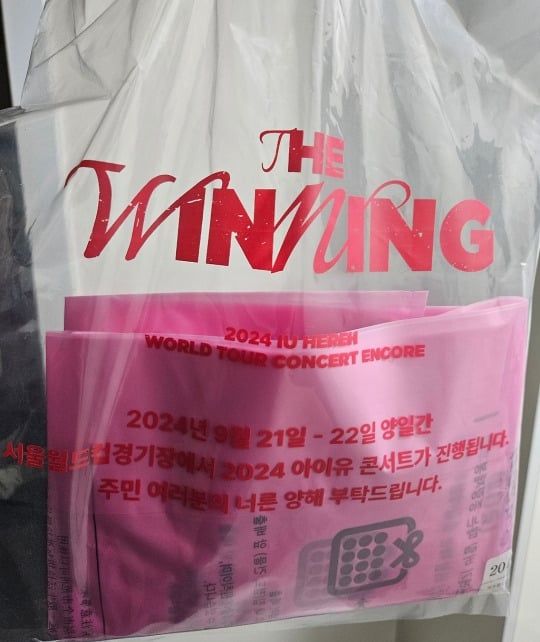 THE
WINNING
2024 IU HEREH
WORLD TOUR CONCERT ENCORE
2024년 9월 21일 - 22일 양일간
서울월드컵경기장에서 2024 아이유 콘서트가 진행됩니다.
주민 여러분의 너른 양해 부탁드립니다.
20